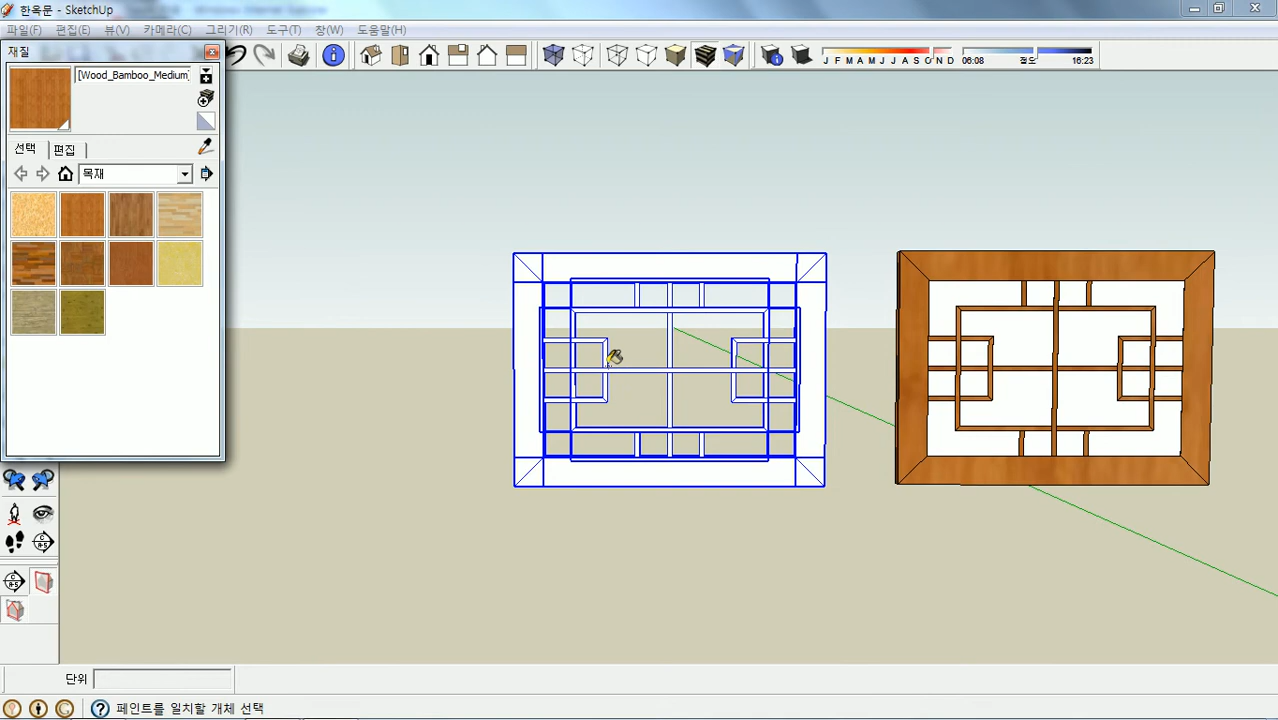 한옥문 - SketchUp
파일(F) 편집(E) 뷰(V) 카메라(C) 그리기(R) 도구(T) 창(W) 도움말(H)
재질
[Wood_Bamboo_Medium]
선택 편집
목재
J F M A M J J A S O N D 06:08 정오 16:23
단위
페인트를 일치할 개체 선택